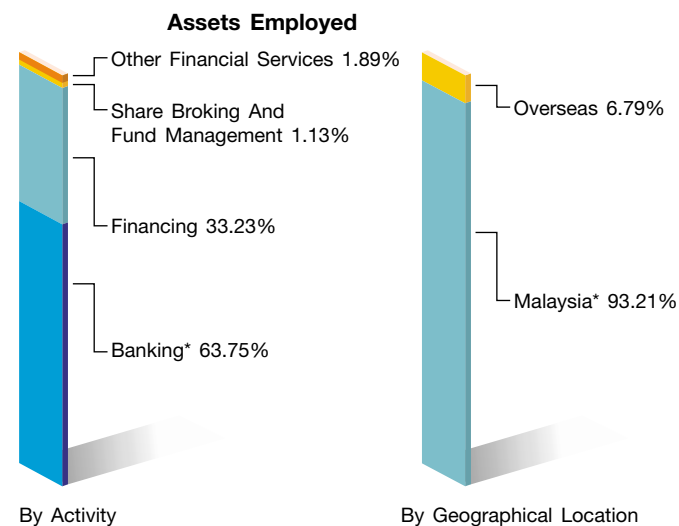 Assets Employed
Other Financial Services 1.89%
Share Broking And
Fund Management 1.13%
Financing 33.23%
Banking* 63.75%
By Activity
Overseas 6.79%
Malaysia* 93.21%
By Geographical Location